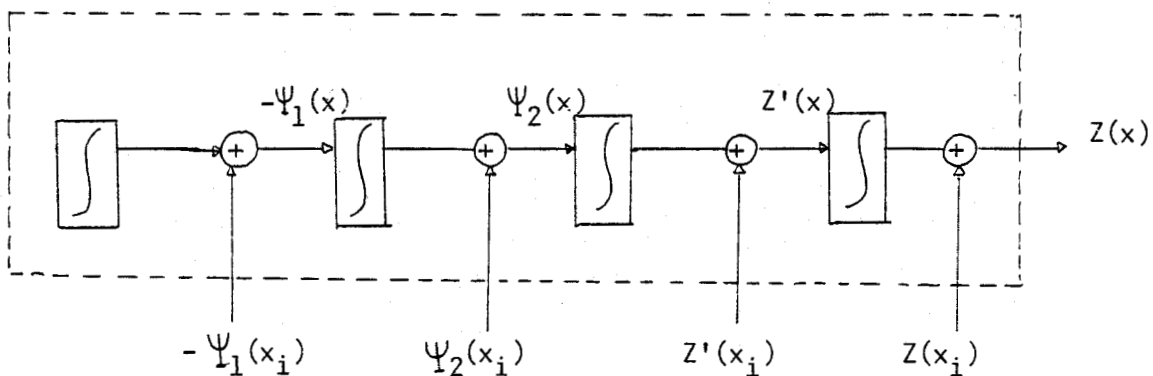 -Ψ₁(x)
Ψ₂(x)
Z'(x)
Z(x)
∫
+
∫
+
∫
+
∫
+
-Ψ₁(xᵢ)
Ψ₂(xᵢ)
Z'(xᵢ)
Z(xᵢ)